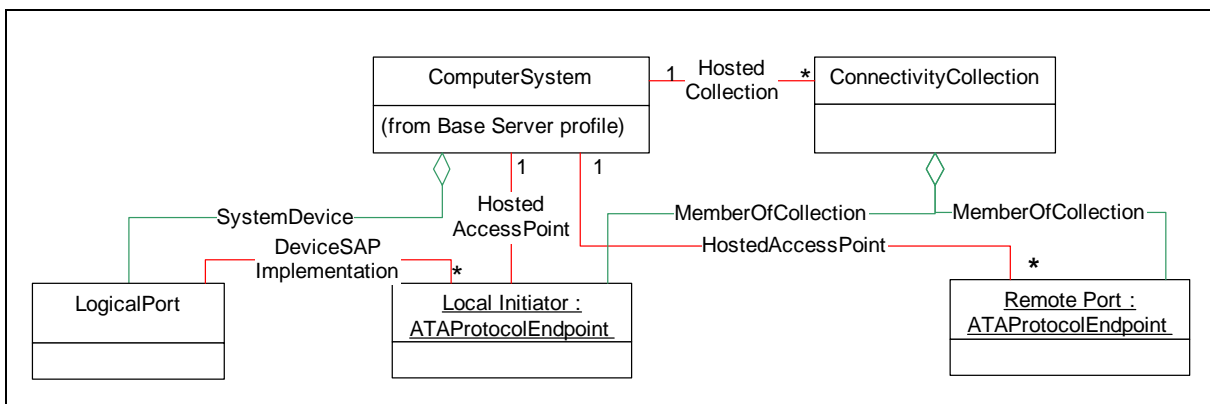 ComputerSystem
(from Base Server profile)
1
Hosted
Collection
*
ConnectivityCollection
1
1
Hosted
AccessPoint
SystemDevice
MemberOfCollection
MemberOfCollection
HostedAccessPoint
DeviceSAP
Implementation
*
*
LogicalPort
Local Initiator :
ATAProtocolEndpoint
Remote Port :
ATAProtocolEndpoint